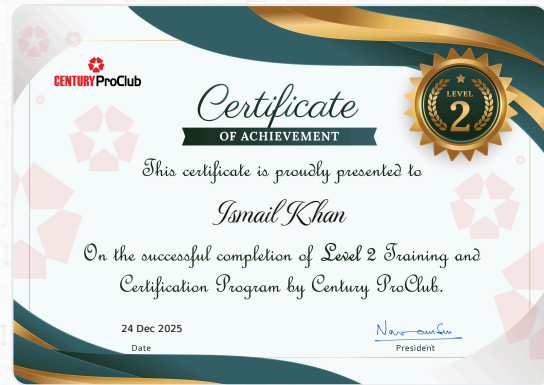 CENTURY ProClub
Certificate
OF ACHIEVEMENT
LEVEL
2
This certificate is proudly presented to
Ismail Khan
On the successful completion of Level 2 Training and
Certification Program by Century ProClub.
24 Dec 2025
Date
President